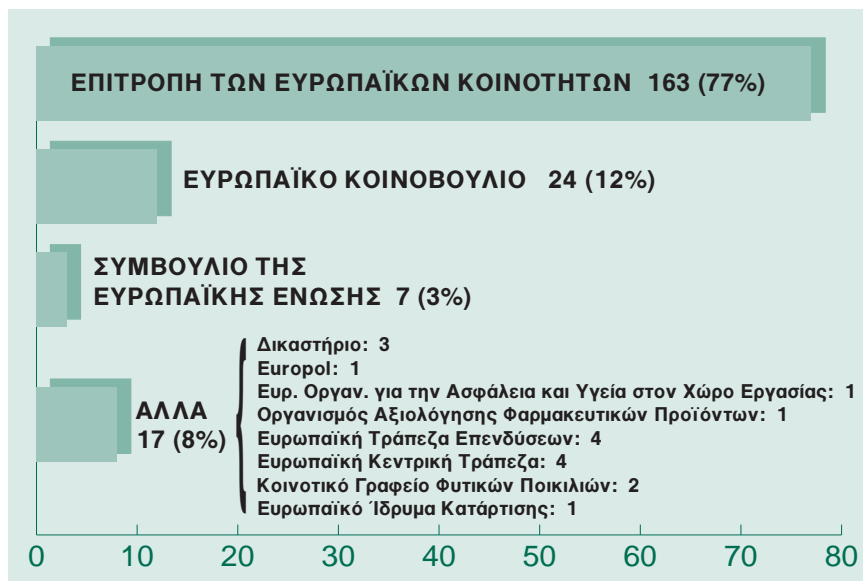 ΕΠΙΤΡΟΠΗ ΤΩΝ ΕΥΡΩΠΑΪΚΩΝ ΚΟΙΝΟΤΗΤΩΝ 163 (77%)
ΕΥΡΩΠΑΪΚΟ ΚΟΙΝΟΒΟΥΛΙΟ 24 (12%)
ΣΥΜΒΟΥΛΙΟ ΤΗΣ
ΕΥΡΩΠΑΪΚΗΣ ΕΝΩΣΗΣ 7 (3%)
ΑΛΛΑ
17 (8%)
Δικαστήριο: 3
Europol: 1
Ευρ. Οργαν. για την Ασφάλεια και Υγεία στον Χώρο Εργασίας: 1
Οργανισμός Αξιολόγησης Φαρμακευτικών Προϊόντων: 1
Ευρωπαϊκή Τράπεζα Επενδύσεων: 4
Ευρωπαϊκή Κεντρική Τράπεζα: 4
Κοινοτικό Γραφείο Φυτικών Ποικιλιών: 2
Ευρωπαϊκό Ίδρυμα Κατάρτισης: 1
0 10 20 30 40 50 60 70 80